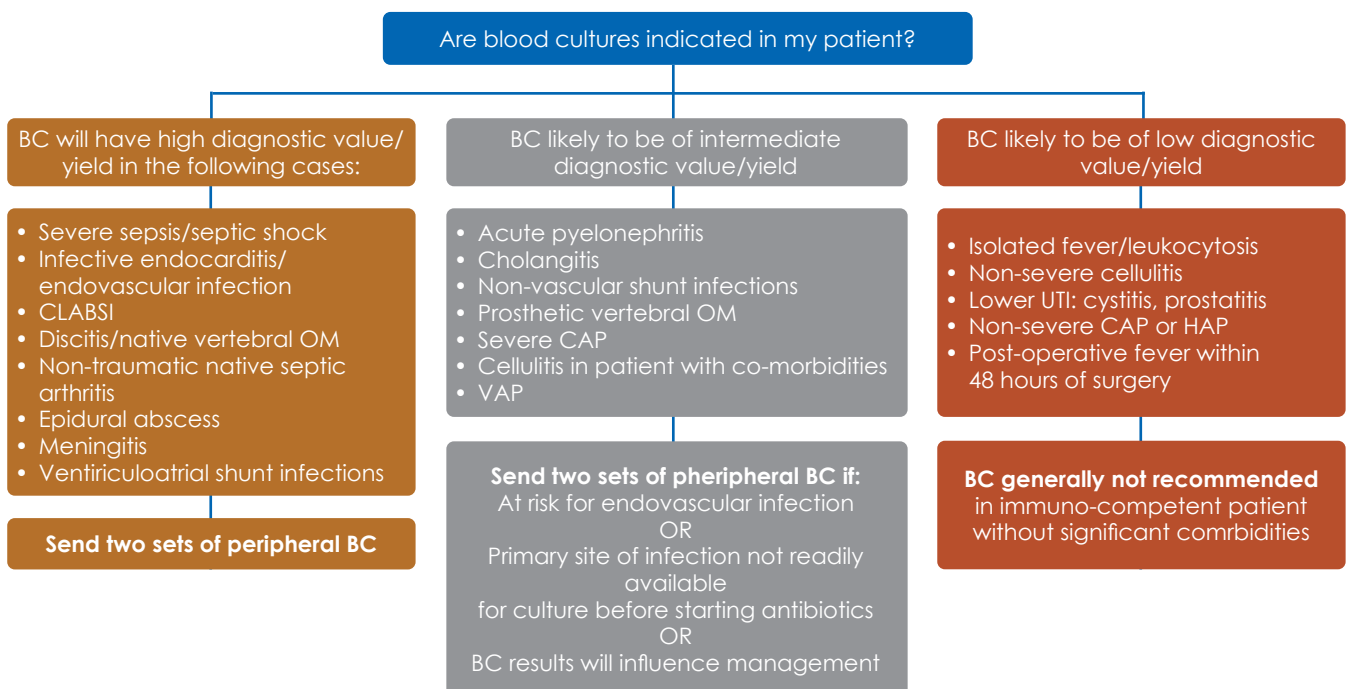 Are blood cultures indicated in my patient?
BC will have high diagnostic value/
yield in the following cases:
• Severe sepsis/septic shock
• Infective endocarditis/
endovascular infection
• CLABSI
• Discitis/native vertebral OM
• Non-traumatic native septic
arthritis
• Epidural abscess
• Meningitis
• Ventiriculoatrial shunt infections
Send two sets of peripheral BC
BC likely to be of intermediate
diagnostic value/yield
• Acute pyelonephritis
• Cholangitis
• Non-vascular shunt infections
• Prosthetic vertebral OM
• Severe CAP
• Cellulitis in patient with co-morbidities
• VAP
Send two sets of pheripheral BC if:
At risk for endovascular infection
OR
Primary site of infection not readily
available
for culture before starting antibiotics
OR
BC results will influence management
BC likely to be of low diagnostic
value/yield
• Isolated fever/leukocytosis
• Non-severe cellulitis
• Lower UTI: cystitis, prostatitis
• Non-severe CAP or HAP
• Post-operative fever within
48 hours of surgery
BC generally not recommended
in immuno-competent patient
without significant comrbidities